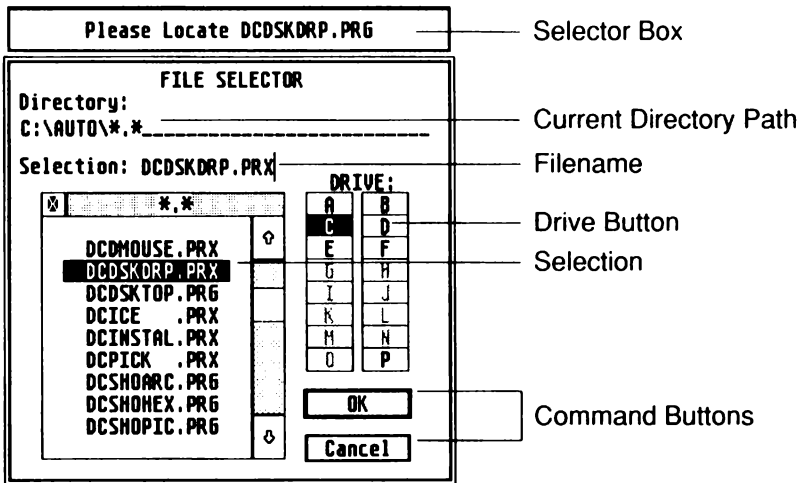 Please Locate DCDSKDRP.PRG
Selector Box
FILE SELECTOR
Directory:
C:\AUTO\*.*____________________________
Current Directory Path
Selection: DCDSKDRP.PRX
Filename
DRIVE:
*.*
A B
C D
Drive Button
E F
G H
I J
K L
M N
O P
DCDMOUSE.PRX
DCDSKDRP.PRX
Selection
DCDSKTOP.PRG
DCICE .PRX
DCINSTAL.PRX
DCPICK .PRX
DCSHOARC.PRG
DCSHOHEX.PRG
DCSHOPIC.PRG
OK
Cancel
Command Buttons